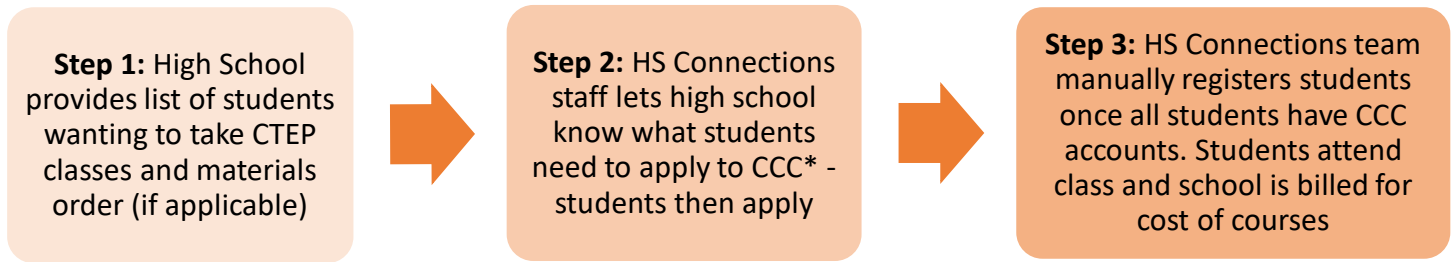 Step 1: High School
provides list of students
wanting to take CTEP
classes and materials
order (if applicable)
Step 2: HS Connections
staff lets high school
know what students
need to apply to CCC* -
students then apply
Step 3: HS Connections team
manually registers students
once all students have CCC
accounts. Students attend
class and school is billed for
cost of courses